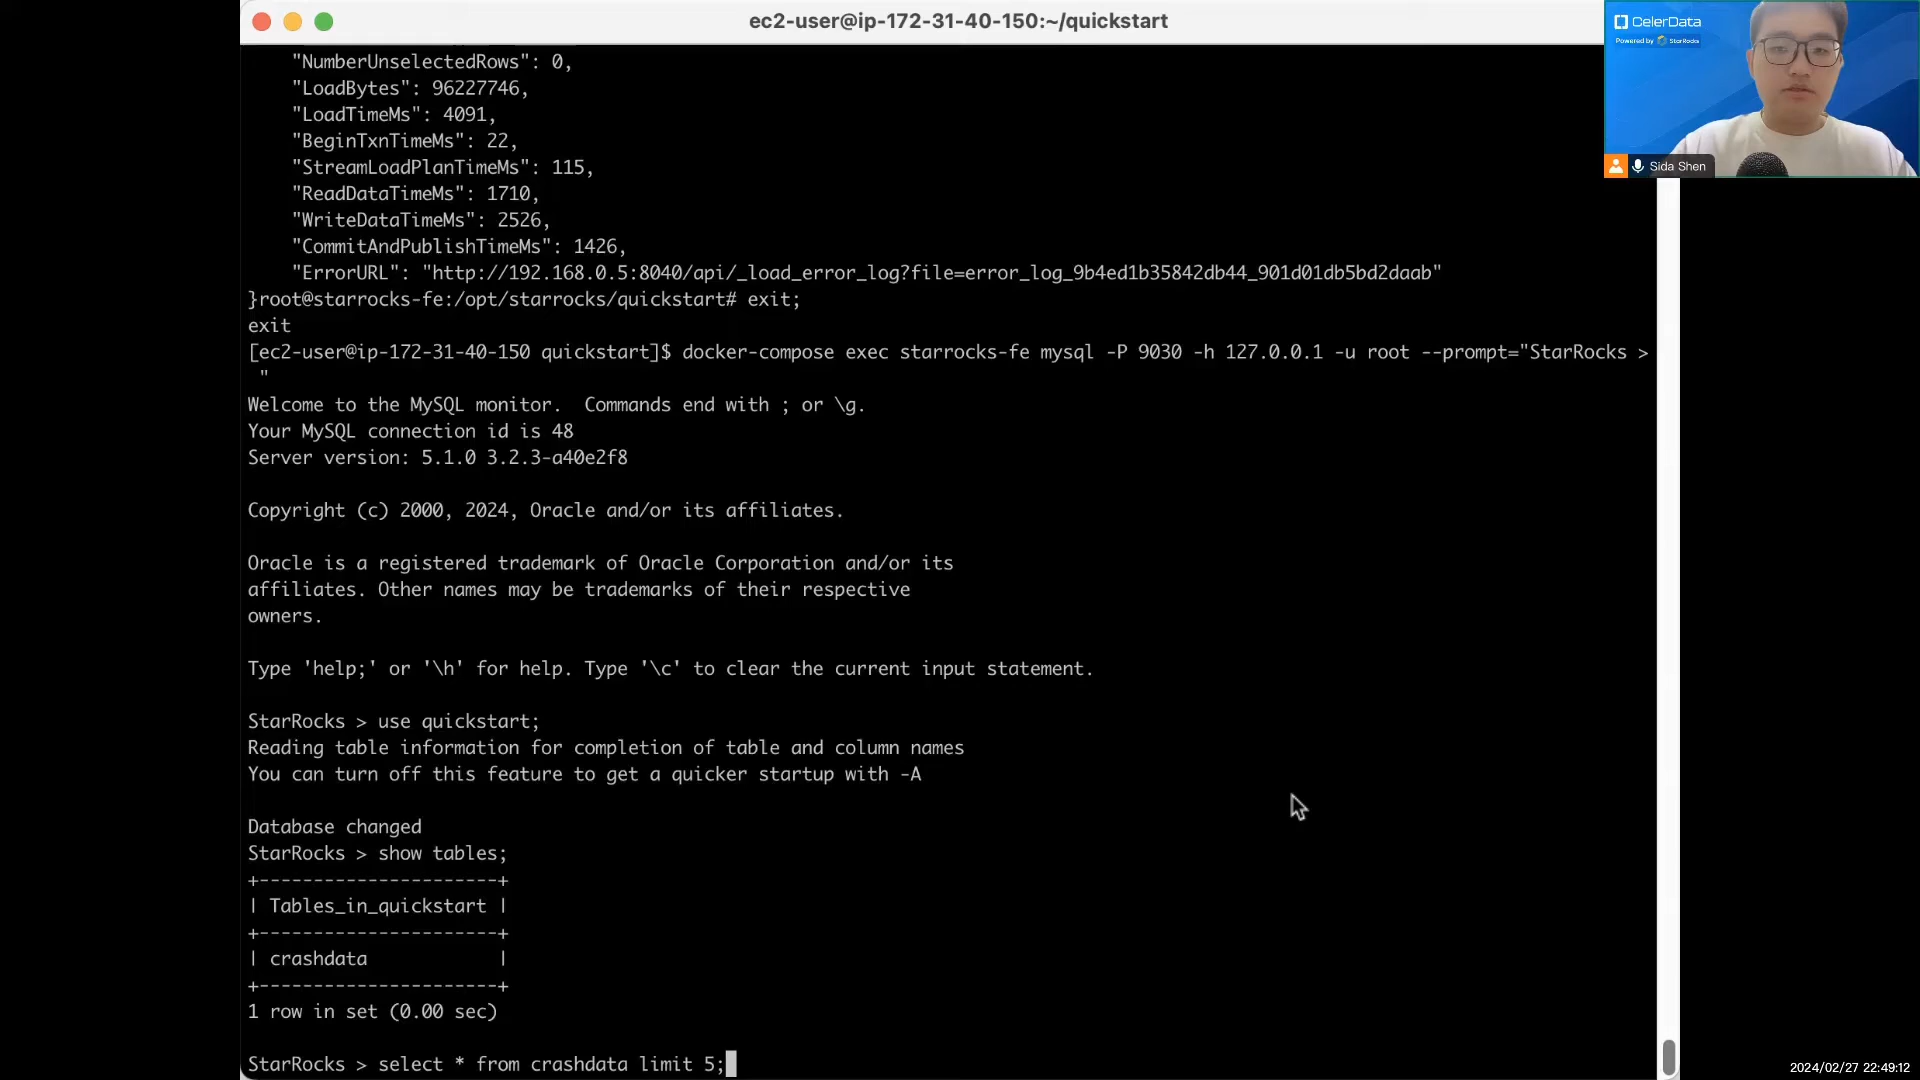 ec2-user@ip-172-31-40-150:~/quickstart
CelerData
Powered by StarRocks
Sida Shen
"NumberUnselectedRows": 0,
"LoadBytes": 96227746,
"LoadTimeMs": 4091,
"BeginTxnTimeMs": 22,
"StreamLoadPlanTimeMs": 115,
"ReadDataTimeMs": 1710,
"WriteDataTimeMs": 2526,
"CommitAndPublishTimeMs": 1426,
"ErrorURL": "http://192.168.0.5:8040/api/_load_error_log?file=error_log_9b4ed1b35842db44_901d01db5bd2daab"
}root@starrocks-fe:/opt/starrocks/quickstart# exit;
exit
[ec2-user@ip-172-31-40-150 quickstart]$ docker-compose exec starrocks-fe mysql -P 9030 -h 127.0.0.1 -u root --prompt="StarRocks >
"
Welcome to the MySQL monitor.  Commands end with ; or \g.
Your MySQL connection id is 48
Server version: 5.1.0 3.2.3-a40e2f8
Copyright (c) 2000, 2024, Oracle and/or its affiliates.
Oracle is a registered trademark of Oracle Corporation and/or its
affiliates. Other names may be trademarks of their respective
owners.
Type 'help;' or '\h' for help. Type '\c' to clear the current input statement.
StarRocks > use quickstart;
Reading table information for completion of table and column names
You can turn off this feature to get a quicker startup with -A
Database changed
StarRocks > show tables;
+----------------------+
| Tables_in_quickstart |
+----------------------+
| crashdata            |
+----------------------+
1 row in set (0.00 sec)
StarRocks > select * from crashdata limit 5;
2024/02/27 22:49:12